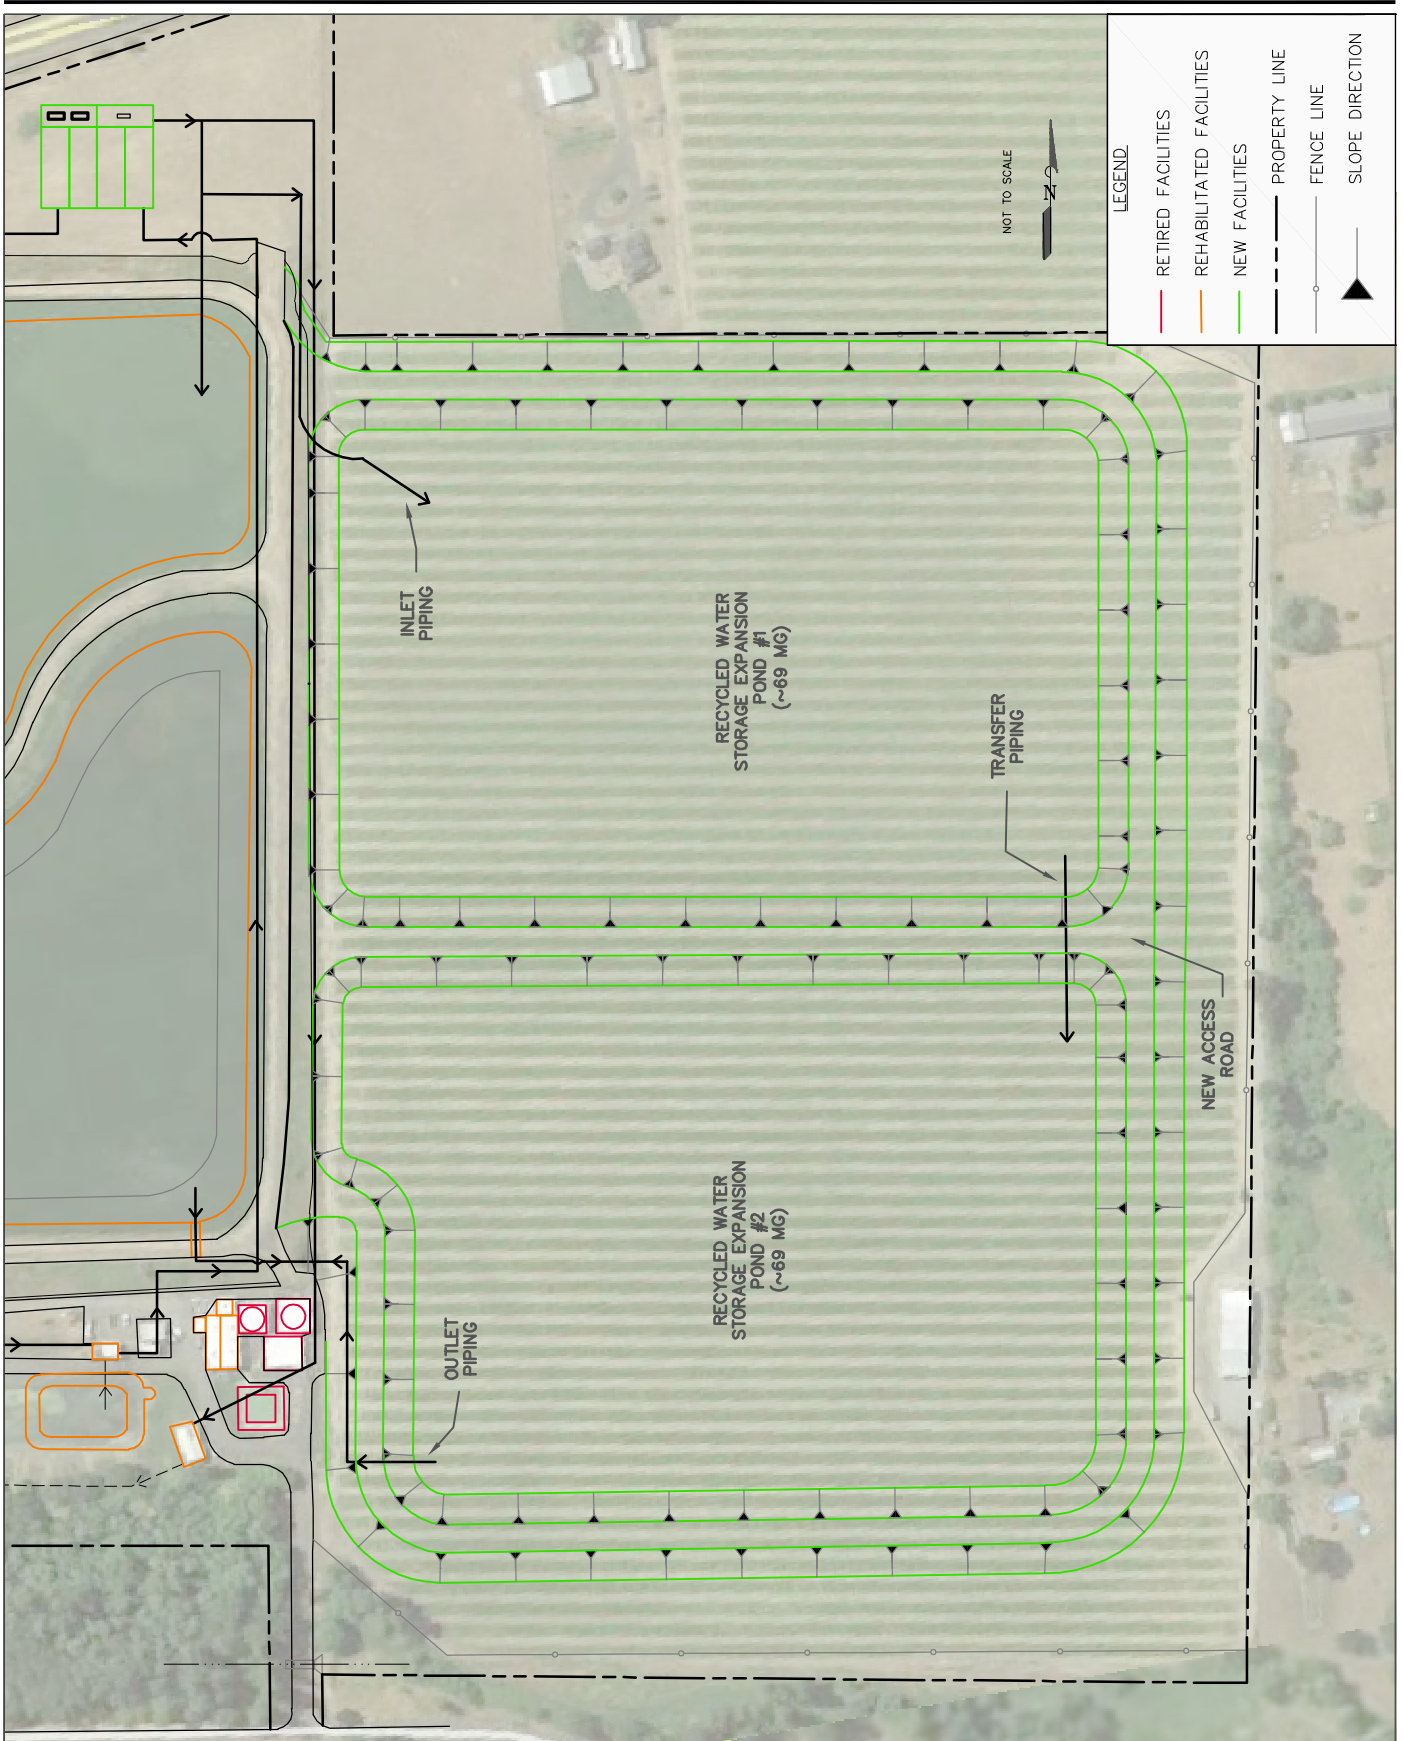 LEGEND
RETIRED FACILITIES
REHABILITATED FACILITIES
NEW FACILITIES
PROPERTY LINE
FENCE LINE
SLOPE DIRECTION
NOT TO SCALE
N
INLET
PIPING
RECYCLED WATER
STORAGE EXPANSION
POND #1
(~69 MG)
TRANSFER
PIPING
NEW ACCESS
ROAD
RECYCLED WATER
STORAGE EXPANSION
POND #2
(~69 MG)
OUTLET
PIPING